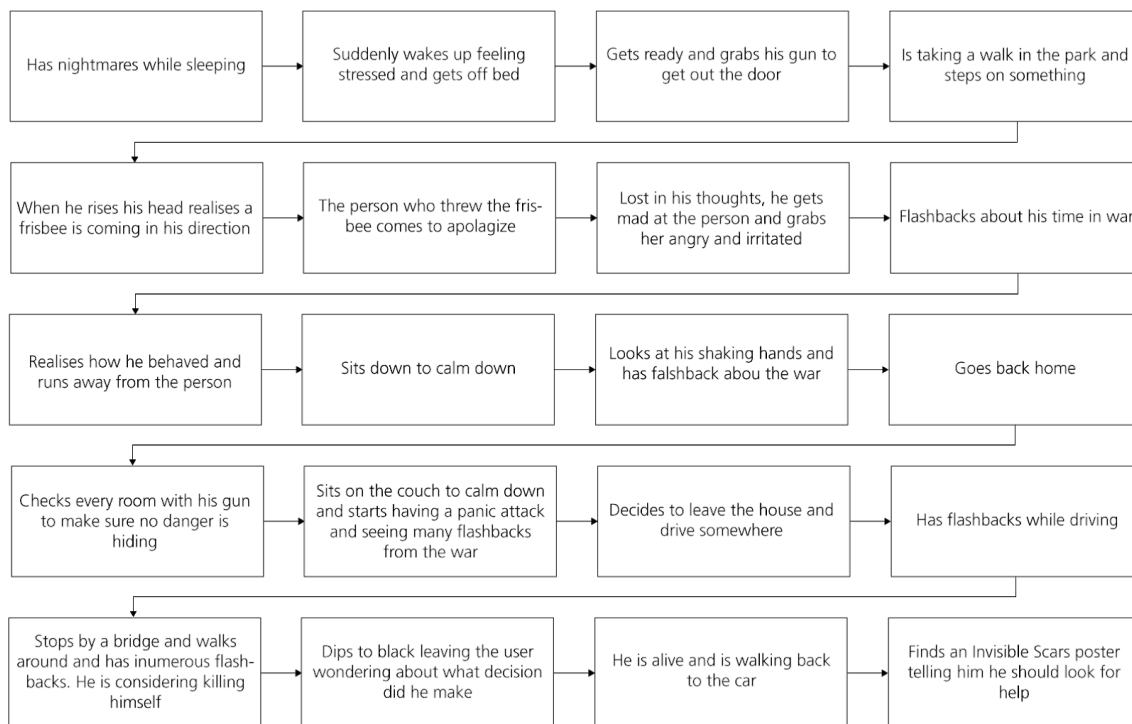 Has nightmares while sleeping
Suddenly wakes up feeling
stressed and gets off bed
Gets ready and grabs his gun to
get out the door
Is taking a walk in the park and
steps on something
When he rises his head realises a
frisbee is coming in his direction
The person who threw the fris-
bee comes to apolagize
Lost in his thoughts, he gets
mad at the person and grabs
her angry and irritated
Flashbacks about his time in war
Realises how he behaved and
runs away from the person
Sits down to calm down
Looks at his shaking hands and
has falshback abou the war
Goes back home
Checks every room with his gun
to make sure no danger is
hiding
Sits on the couch to calm down
and starts having a panic attack
and seeing many flashbacks
from the war
Decides to leave the house and
drive somewhere
Has flashbacks while driving
Stops by a bridge and walks
around and has inumerous flash-
backs. He is considering killing
himself
Dips to black leaving the user
wondering about what decision
did he make
He is alive and is walking back
to the car
Finds an Invisible Scars poster
telling him he should look for
help